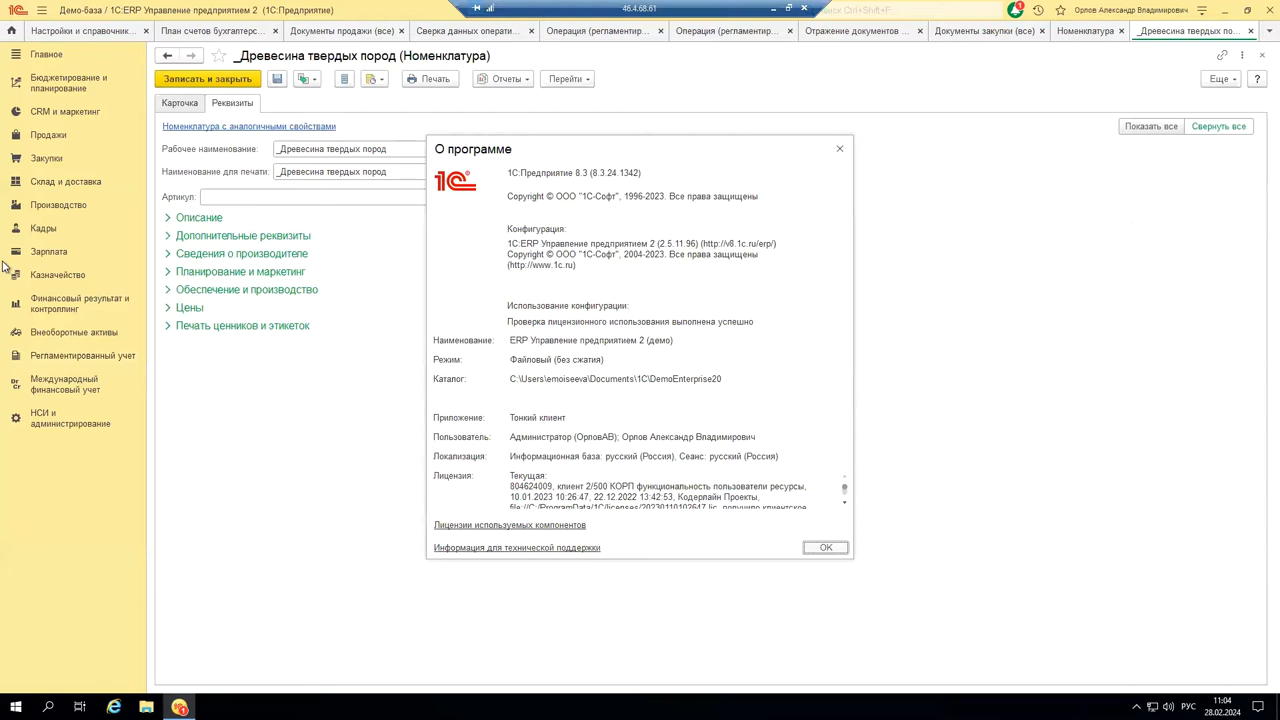 Демо-база / 1С:ERP Управление предприятием 2 (1С:Предприятие)
46.4.68.61
Поиск Ctrl+Shift+F
Орлов Александр Владимирович
Настройки и справочник...
План счетов бухгалтерс...
Документы продажи (все)
Сверка данных операти...
Операция (регламентир...
Операция (регламентир...
Отражение документов ...
Документы закупки (все)
Номенклатура
_Древесина твердых по...
Главное
Бюджетирование и
планирование
CRM и маркетинг
Продажи
Закупки
Склад и доставка
Производство
Кадры
Зарплата
Казначейство
Финансовый результат и
контроллинг
Внеоборотные активы
Регламентированный учет
Международный
финансовый учет
НСИ и
администрирование
_Древесина твердых пород (Номенклатура)
Записать и закрыть
Печать
Отчеты
Перейти
Еще
?
Карточка
Реквизиты
Номенклатура с аналогичными свойствами
Показать все
Свернуть все
Рабочее наименование: _Древесина твердых пород
Наименование для печати: _Древесина твердых пород
Артикул:
Описание
Дополнительные реквизиты
Сведения о производителе
Планирование и маркетинг
Обеспечение и производство
Цены
Печать ценников и этикеток
О программе
1С:Предприятие 8.3 (8.3.24.1342)
Copyright © ООО "1С-Софт", 1996-2023. Все права защищены
Конфигурация:
1С:ERP Управление предприятием 2 (2.5.11.96) (http://v8.1c.ru/erp/)
Copyright © ООО "1С-Софт", 2004-2023. Все права защищены
(http://www.1c.ru)
Использование конфигурации:
Проверка лицензионного использования выполнена успешно
Наименование: ERP Управление предприятием 2 (демо)
Режим: Файловый (без сжатия)
Каталог: C:\Users\emoiseeva\Documents\1C\DemoEnterprise20
Приложение: Тонкий клиент
Пользователь: Администратор (ОрловАВ); Орлов Александр Владимирович
Локализация: Информационная база: русский (Россия), Сеанс: русский (Россия)
Лицензия: Текущая:
804624009, клиент 2/500 КОРП функциональность пользователи ресурсы,
10.01.2023 10:26:47, 22.12.2022 13:42:53, Кодерлайн Проекты,
file://C:/ProgramData/1C/licenses/20230110102647.lic, получило клиентское
Лицензии используемых компонентов
Информация для технической поддержки
OK
РУС
11:04
28.02.2024